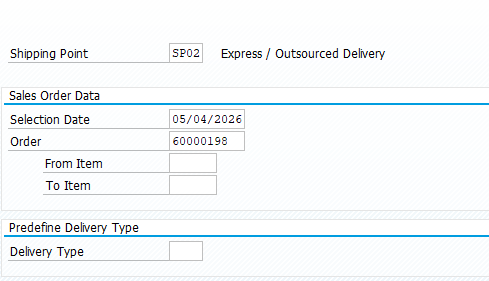 Shipping Point SP02 Express / Outsourced Delivery
Sales Order Data
Selection Date 05/04/2026
Order 60000198
From Item
To Item
Predefine Delivery Type
Delivery Type